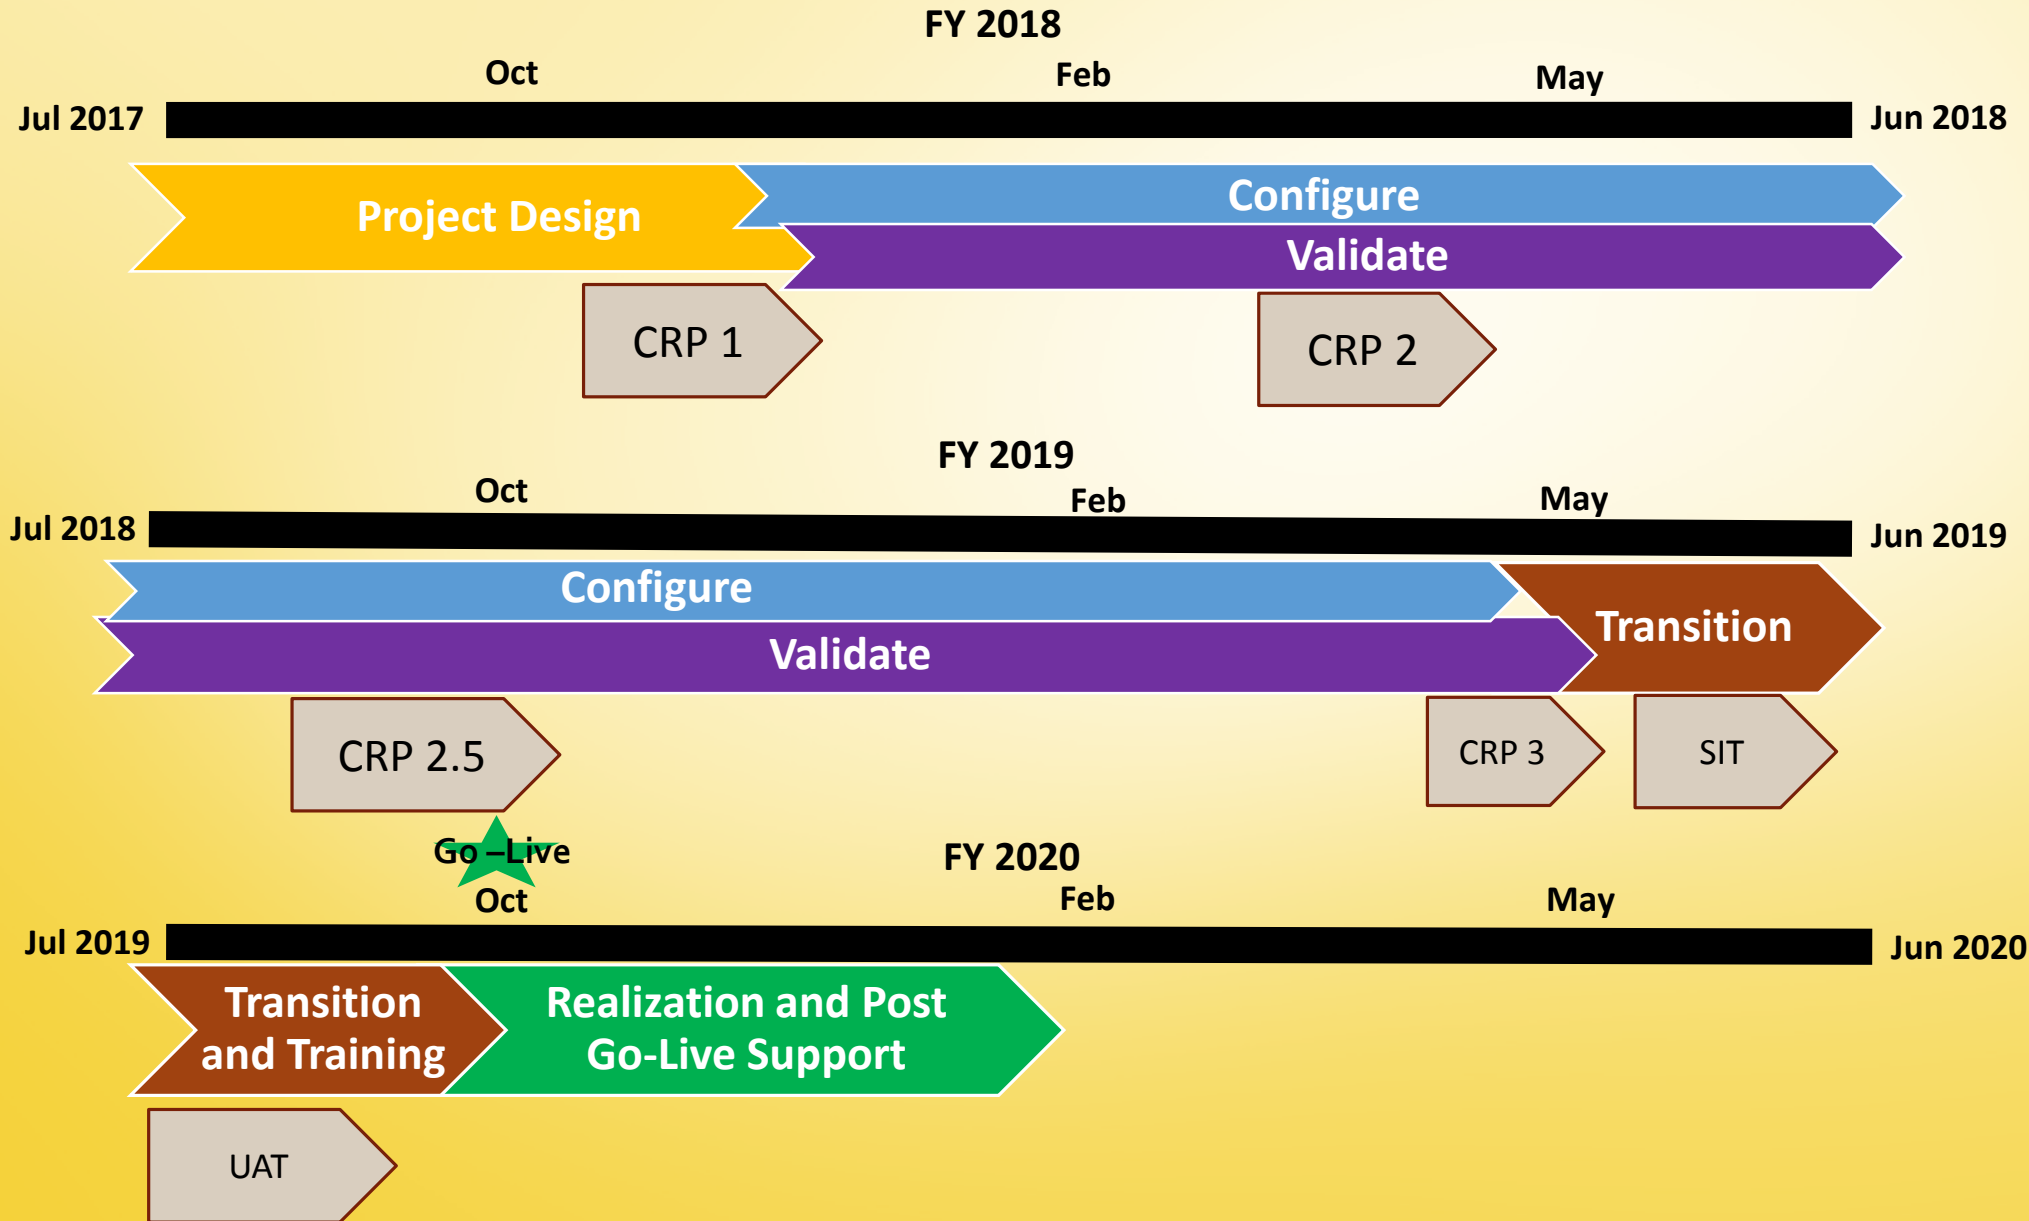 FY 2018
Oct
Feb
May
Jul 2017
Jun 2018
Project Design
Configure
Validate
CRP 1
CRP 2
FY 2019
Oct
Feb
May
Jul 2018
Jun 2019
Configure
Validate
Transition
CRP 2.5
CRP 3
SIT
Go –Live
FY 2020
Oct
Feb
May
Jul 2019
Jun 2020
Transition
and Training
Realization and Post
Go-Live Support
UAT